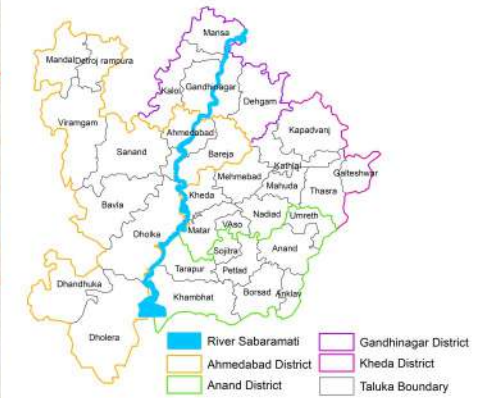 Mansa
Mandal
Detroj rampura
Kalol
Gandhinagar
Dehgam
Viramgam
Ahmedabad
Kapadvanj
Sanand
Bareja
Kathlal
Galteshwar
Mehmebad
Mahuda
Thasra
Kheda
Bavla
Nadiad
Umreth
Matar
VAso
Dholka
Sojitra
Anand
Tarapur
Petlad
Dhandhuka
Khambhat
Borsad
Anklav
Dholera
River Sabaramati
Gandhinagar District
Ahmedabad District
Kheda District
Anand District
Taluka Boundary